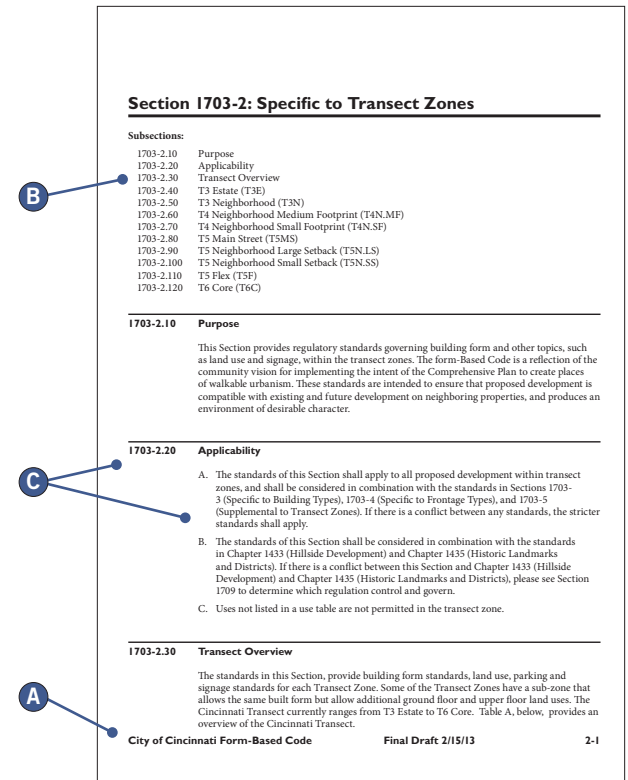 Section 1703-2: Specific to Transect Zones
Subsections:
1703-2.10 Purpose
1703-2.20 Applicability
B
1703-2.30 Transect Overview
1703-2.40 T3 Estate (T3E)
1703-2.50 T3 Neighborhood (T3N)
1703-2.60 T4 Neighborhood Medium Footprint (T4N.MF)
1703-2.70 T4 Neighborhood Small Footprint (T4N.SF)
1703-2.80 T5 Main Street (T5MS)
1703-2.90 T5 Neighborhood Large Setback (T5N.LS)
1703-2.100 T5 Neighborhood Small Setback (T5N.SS)
1703-2.110 T5 Flex (T5F)
1703-2.120 T6 Core (T6C)
1703-2.10 Purpose
This Section provides regulatory standards governing building form and other topics, such
as land use and signage, within the transect zones. The form-Based Code is a reflection of the
community vision for implementing the intent of the Comprehensive Plan to create places
of walkable urbanism. These standards are intended to ensure that proposed development is
compatible with existing and future development on neighboring properties, and produces an
environment of desirable character.
1703-2.20 Applicability
C
A. The standards of this Section shall apply to all proposed development within transect
zones, and shall be considered in combination with the standards in Sections 1703-
3 (Specific to Building Types), 1703-4 (Specific to Frontage Types), and 1703-5
(Supplemental to Transect Zones). If there is a conflict between any standards, the stricter
standards shall apply.
B. The standards of this Section shall be considered in combination with the standards
in Chapter 1433 (Hillside Development) and Chapter 1435 (Historic Landmarks
and Districts). If there is a conflict between this Section and Chapter 1433 (Hillside
Development) and Chapter 1435 (Historic Landmarks and Districts), please see Section
1709 to determine which regulation control and govern.
C. Uses not listed in a use table are not permitted in the transect zone.
1703-2.30 Transect Overview
The standards in this Section, provide building form standards, land use, parking and
signage standards for each Transect Zone. Some of the Transect Zones have a sub-zone that
allows the same built form but allow additional ground floor and upper floor land uses. The
Cincinnati Transect currently ranges from T3 Estate to T6 Core. Table A, below, provides an
overview of the Cincinnati Transect.
A
City of Cincinnati Form-Based Code Final Draft 2/15/13 2-1